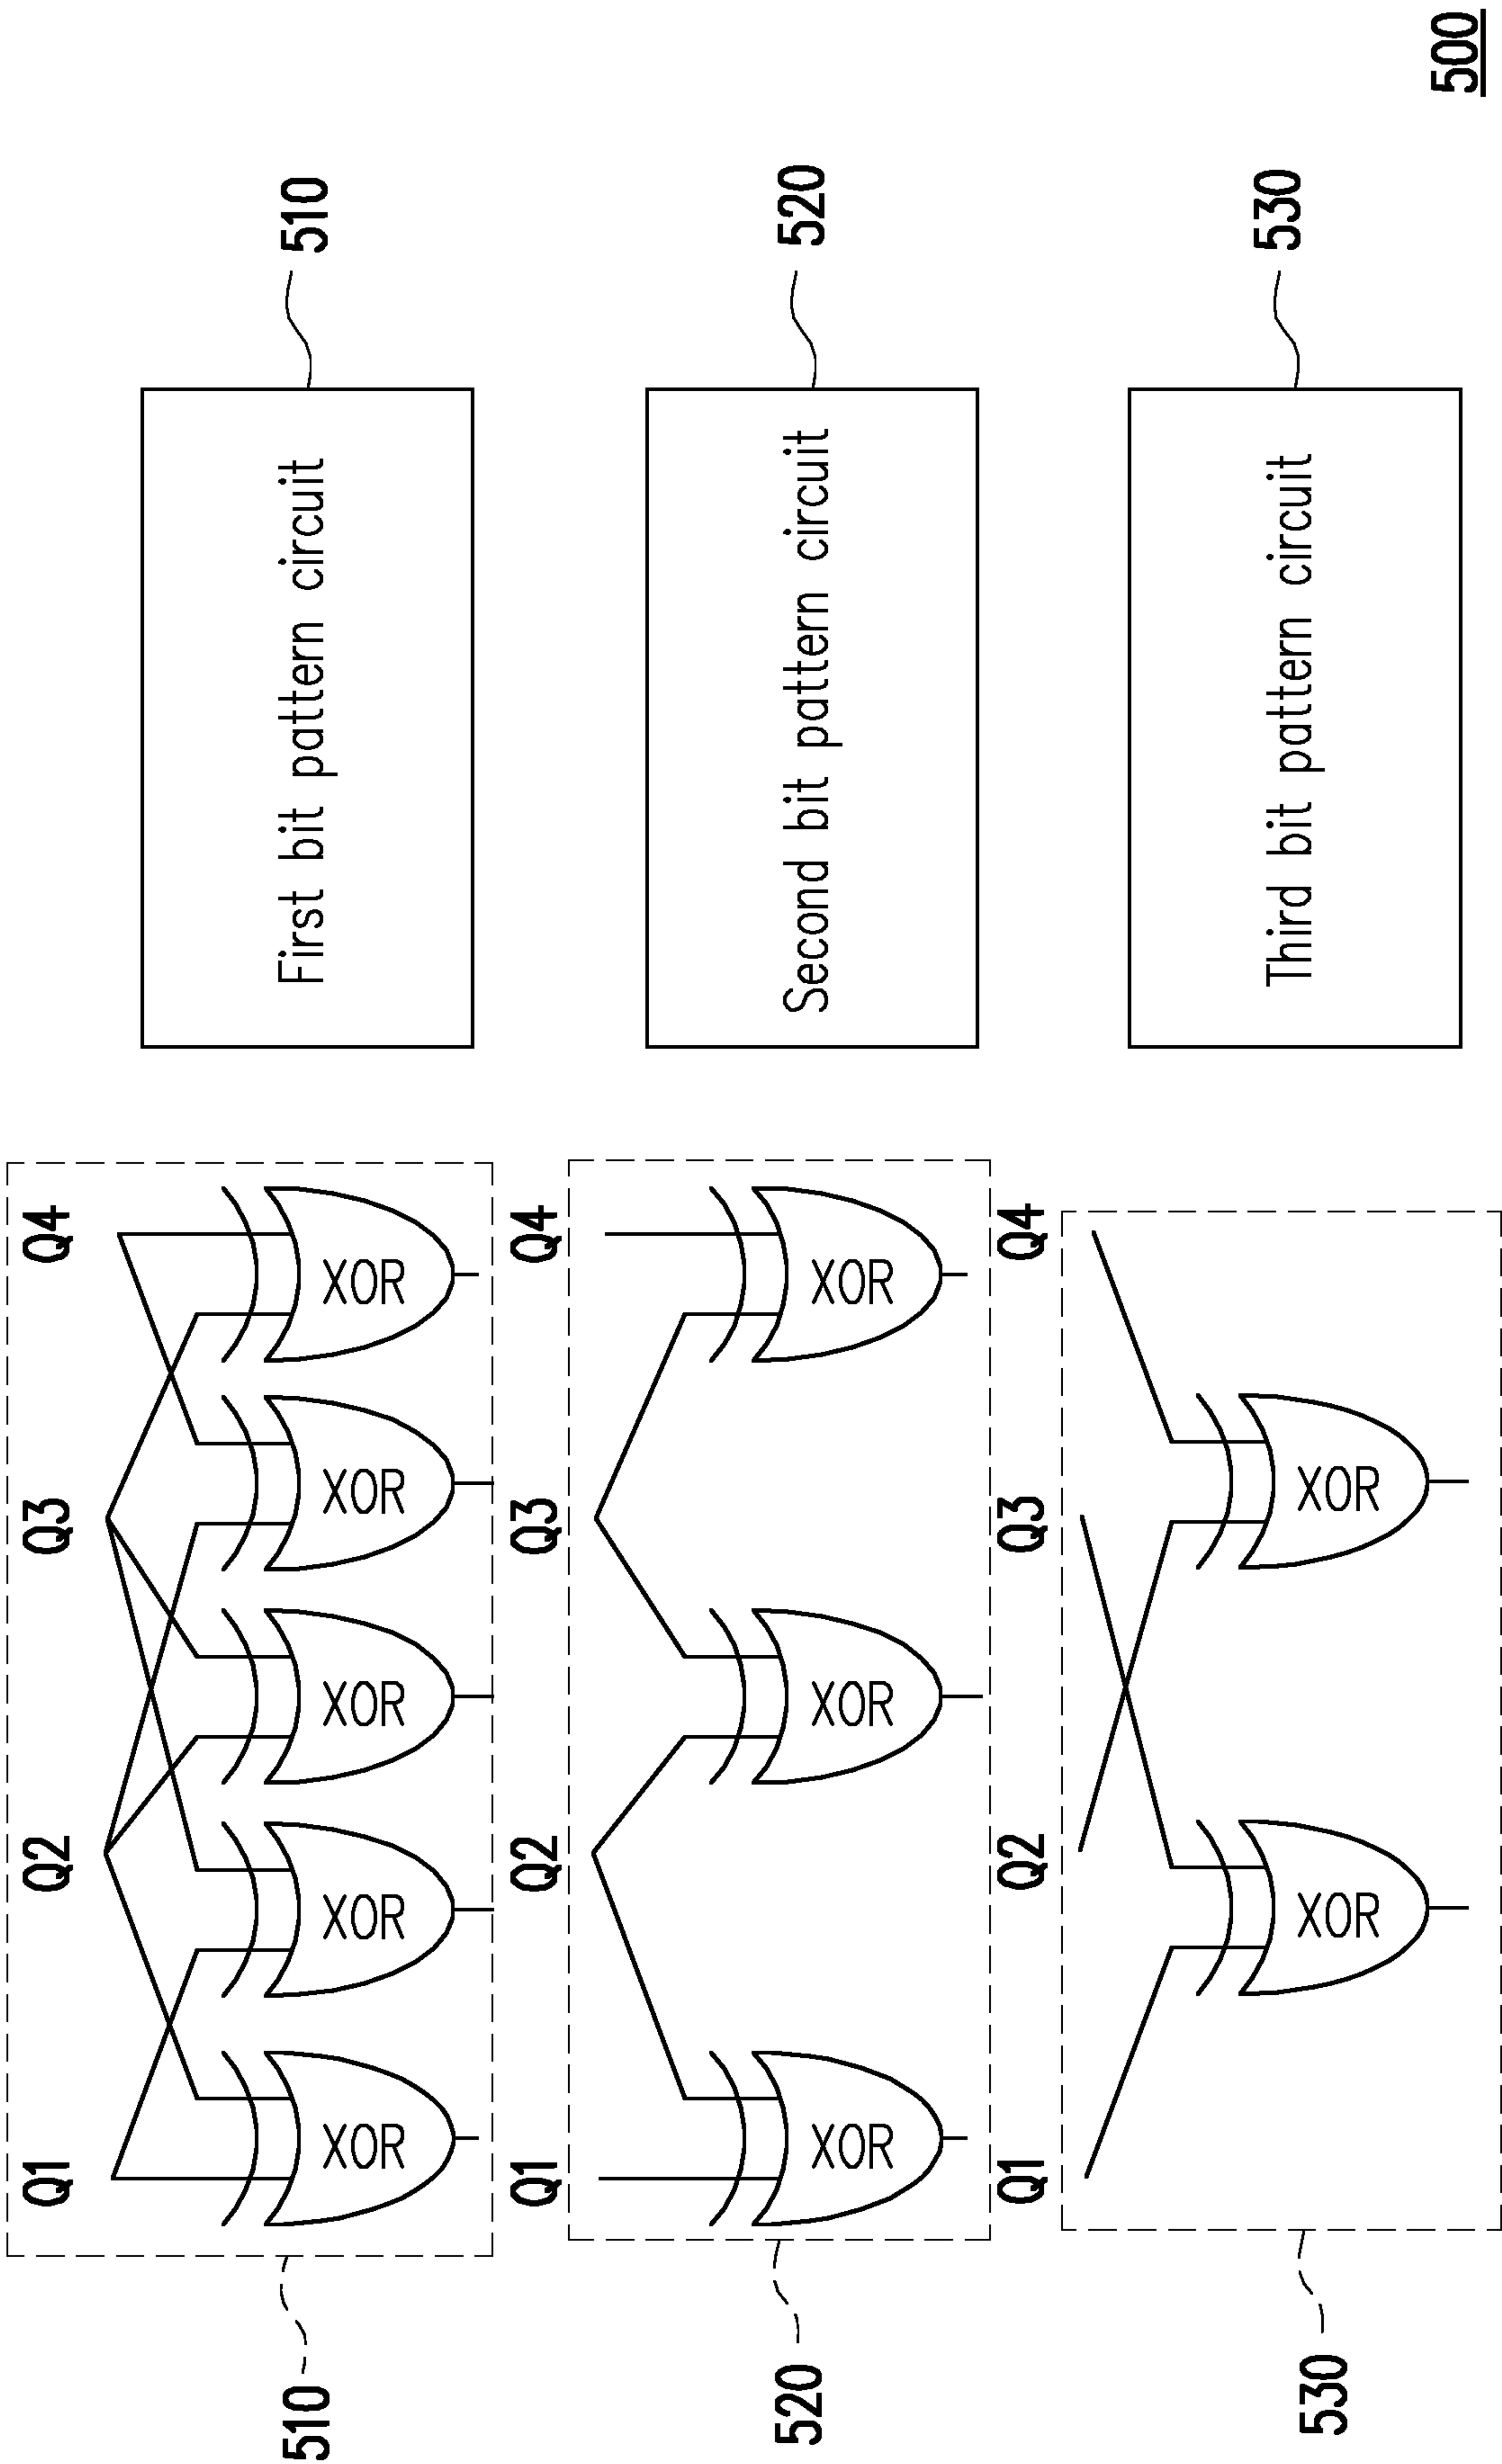 510
Q1 Q2 Q3 Q4
XOR XOR XOR XOR XOR
First bit pattern circuit
510
520
Q1 Q2 Q3 Q4
XOR XOR XOR
Second bit pattern circuit
520
530
Q1 Q2 Q3 Q4
XOR XOR
Third bit pattern circuit
530
500